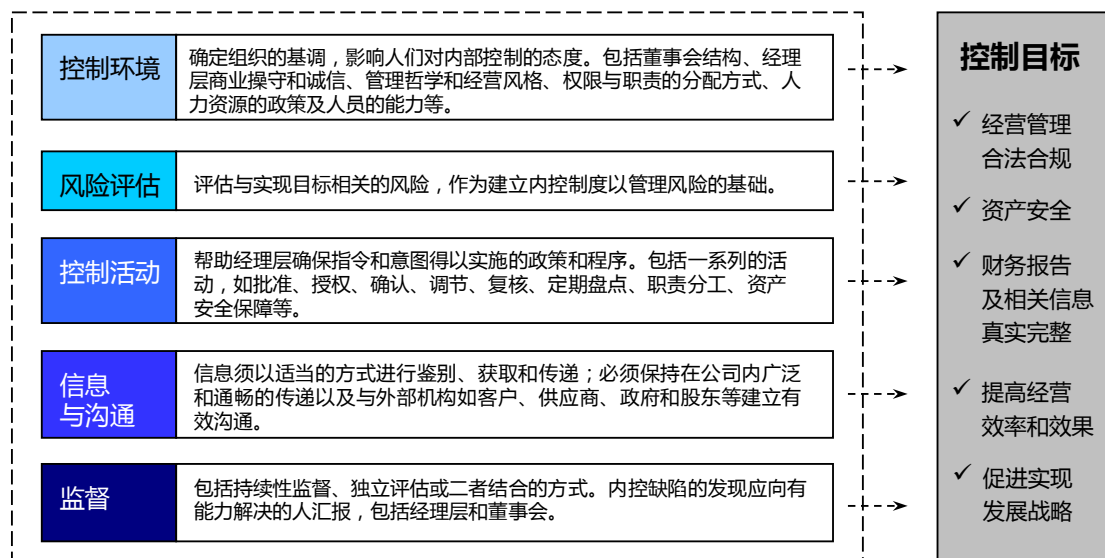 控制环境
确定组织的基调，影响人们对内部控制的态度。包括董事会结构、经理
层商业操守和诚信、管理哲学和经营风格、权限与职责的分配方式、人
力资源的政策及人员的能力等。
风险评估
评估与实现目标相关的风险，作为建立内控制度以管理风险的基础。
控制活动
帮助经理层确保指令和意图得以实施的政策和程序。包括一系列的活
动，如批准、授权、确认、调节、复核、定期盘点、职责分工、资产
安全保障等。
信息
与沟通
信息须以适当的方式进行鉴别、获取和传递；必须保持在公司内广泛
和通畅的传递以及与外部机构如客户、供应商、政府和股东等建立有
效沟通。
监督
包括持续性监督、独立评估或二者结合的方式。内控缺陷的发现应向有
能力解决的人汇报，包括经理层和董事会。
控制目标
✓ 经营管理
合法合规
✓ 资产安全
✓ 财务报告
及相关信息
真实完整
✓ 提高经营
效率和效果
✓ 促进实现
发展战略